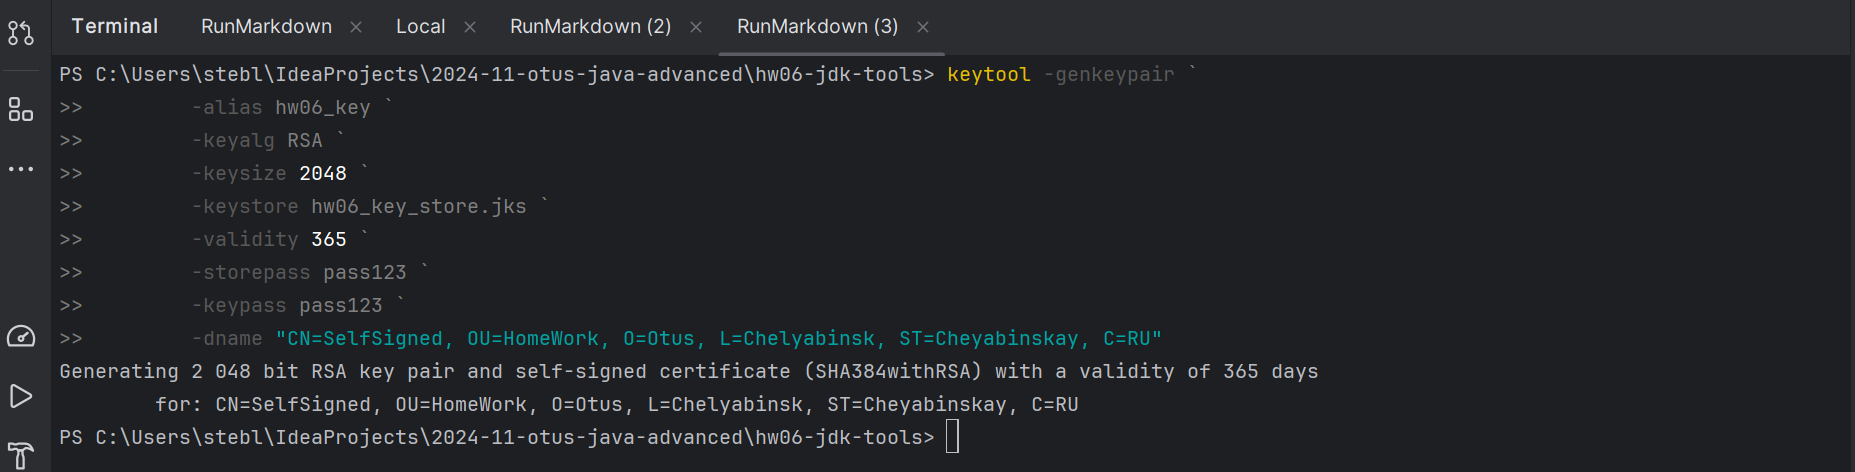 Terminal RunMarkdown × Local × RunMarkdown (2) × RunMarkdown (3) ×
PS C:\Users\stebl\IdeaProjects\2024-11-otus-java-advanced\hw06-jdk-tools> keytool -genkeypair `
>> -alias hw06_key `
>> -keyalg RSA `
>> -keysize 2048 `
>> -keystore hw06_key_store.jks `
>> -validity 365 `
>> -storepass pass123 `
>> -keypass pass123 `
>> -dname "CN=SelfSigned, OU=HomeWork, O=Otus, L=Chelyabinsk, ST=Cheyabinskay, C=RU"
Generating 2 048 bit RSA key pair and self-signed certificate (SHA384withRSA) with a validity of 365 days
for: CN=SelfSigned, OU=HomeWork, O=Otus, L=Chelyabinsk, ST=Cheyabinskay, C=RU
PS C:\Users\stebl\IdeaProjects\2024-11-otus-java-advanced\hw06-jdk-tools>